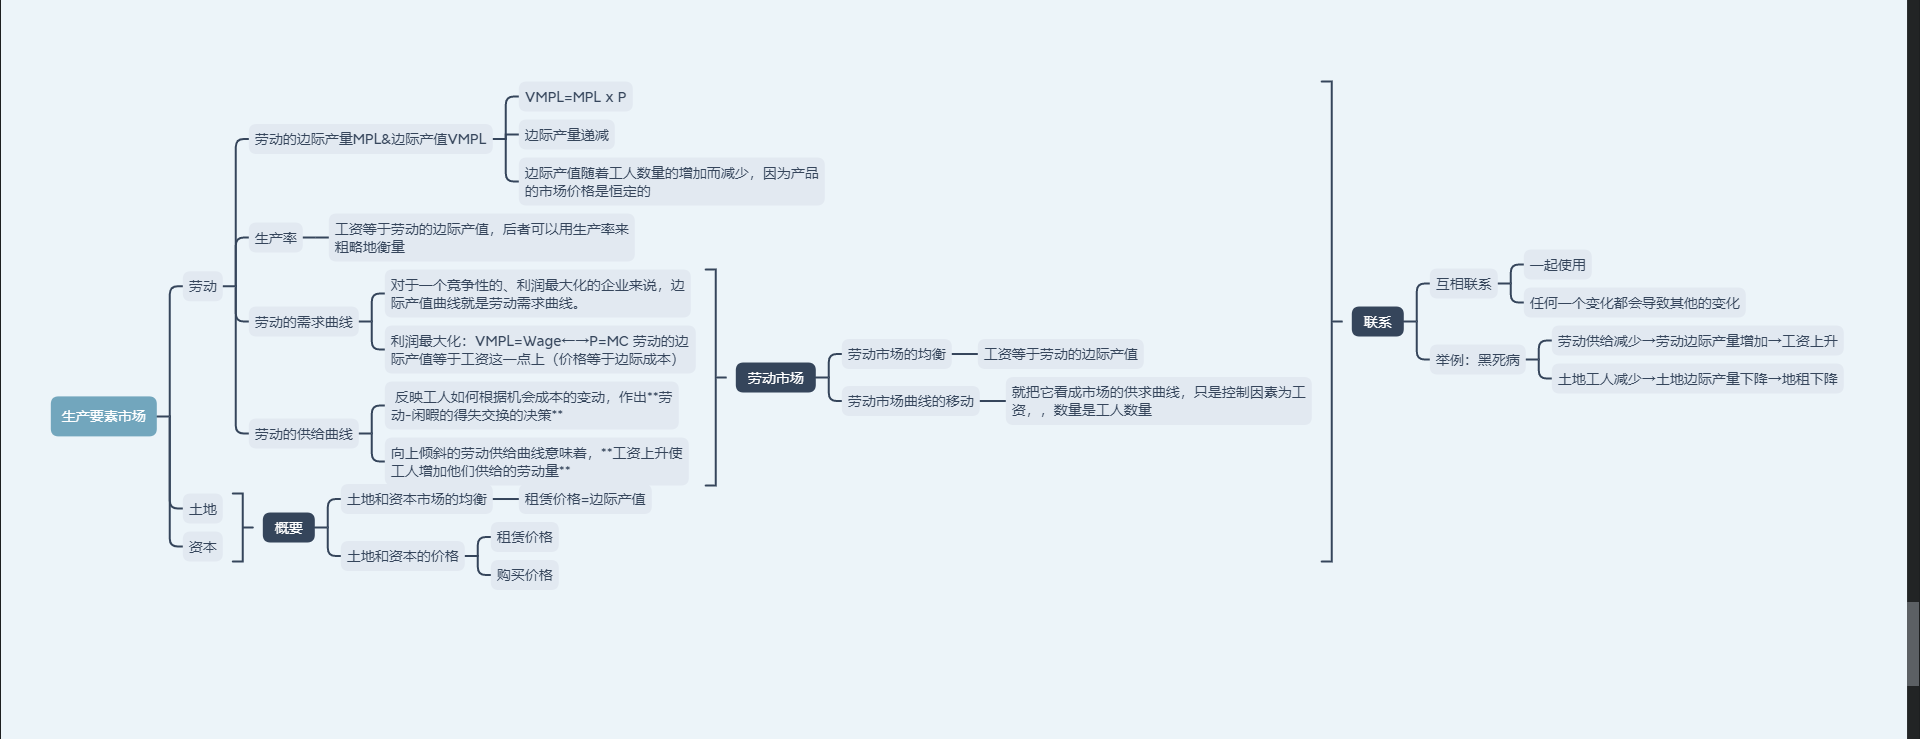 生产要素市场
劳动
劳动的边际产量MPL&边际产值VMPL
VMPL=MPL x P
边际产量递减
边际产值随着工人数量的增加而减少，因为产品
的市场价格是恒定的
生产率
工资等于劳动的边际产值，后者可以用生产率来
粗略地衡量
劳动的需求曲线
对于一个竞争性的、利润最大化的企业来说，边
际产值曲线就是劳动需求曲线。
利润最大化：VMPL=Wage←→P=MC 劳动的边
际产值等于工资这一点上（价格等于边际成本）
劳动的供给曲线
反映工人如何根据机会成本的变动，作出**劳
动-闲暇的得失交换的决策**
向上倾斜的劳动供给曲线意味着，**工资上升使
工人增加他们供给的劳动量**
劳动市场
劳动市场的均衡
工资等于劳动的边际产值
劳动市场曲线的移动
就把它看成市场的供求曲线，只是控制因素为工
资，，数量是工人数量
土地
资本
概要
土地和资本市场的均衡
租赁价格=边际产值
土地和资本的价格
租赁价格
购买价格
联系
互相联系
一起使用
任何一个变化都会导致其他的变化
举例：黑死病
劳动供给减少→劳动边际产量增加→工资上升
土地工人减少→土地边际产量下降→地租下降